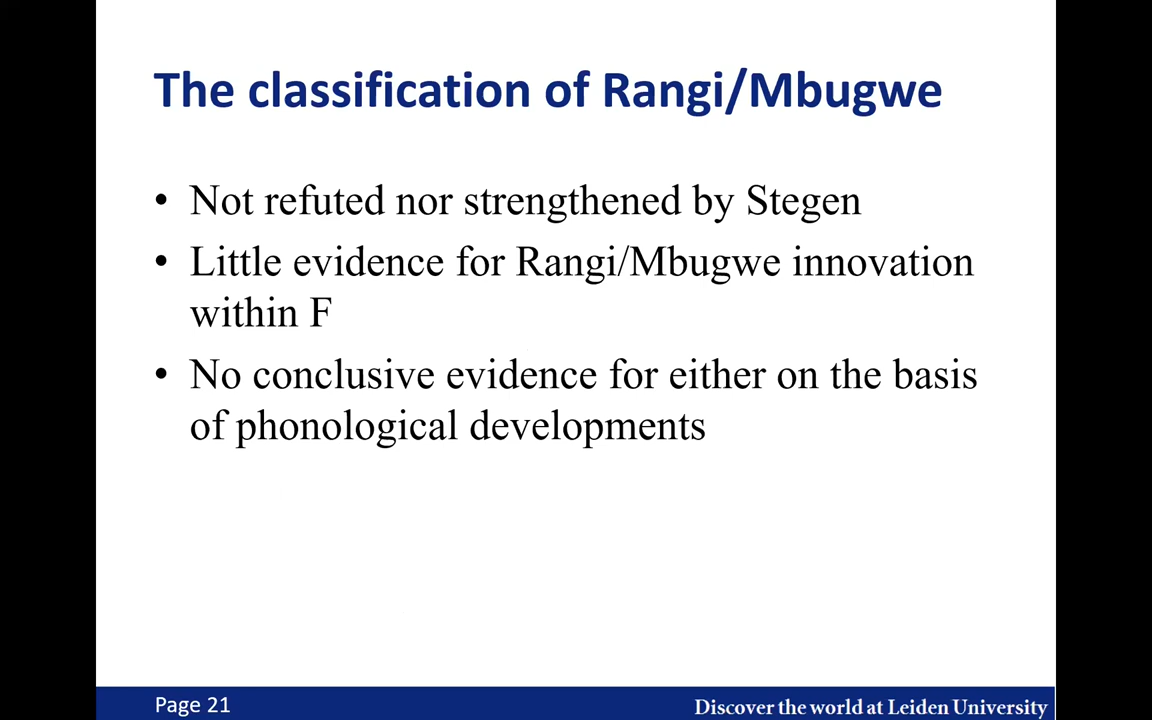 The classification of Rangi/Mbugwe
• Not refuted nor strengthened by Stegen
• Little evidence for Rangi/Mbugwe innovation
within F
• No conclusive evidence for either on the basis
of phonological developments
Page 21
Discover the world at Leiden University